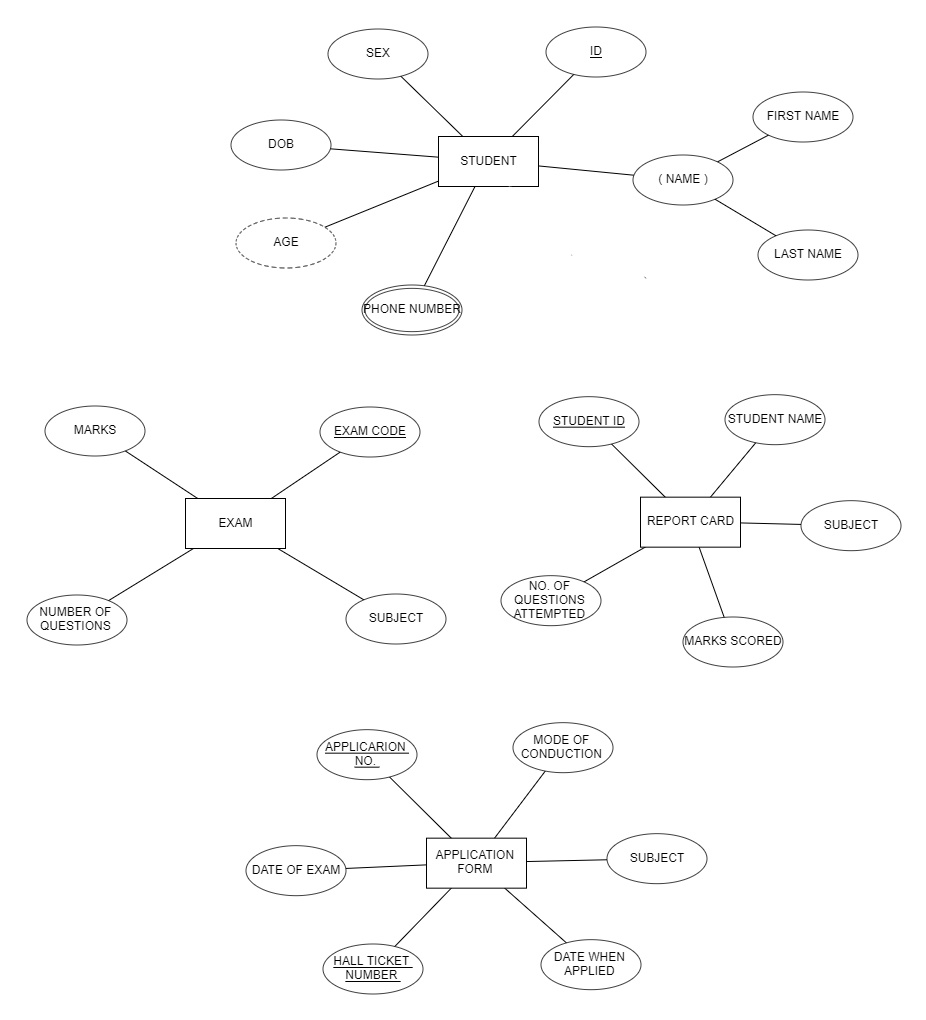 SEX
ID
FIRST NAME
DOB
STUDENT
( NAME )
AGE
LAST NAME
PHONE NUMBER
MARKS
EXAM CODE
EXAM
NUMBER OF
QUESTIONS
SUBJECT
STUDENT ID
STUDENT NAME
REPORT CARD
SUBJECT
NO. OF
QUESTIONS
ATTEMPTED
MARKS SCORED
APPLICARION
NO.
MODE OF
CONDUCTION
APPLICATION
FORM
SUBJECT
DATE OF EXAM
HALL TICKET
NUMBER
DATE WHEN
APPLIED